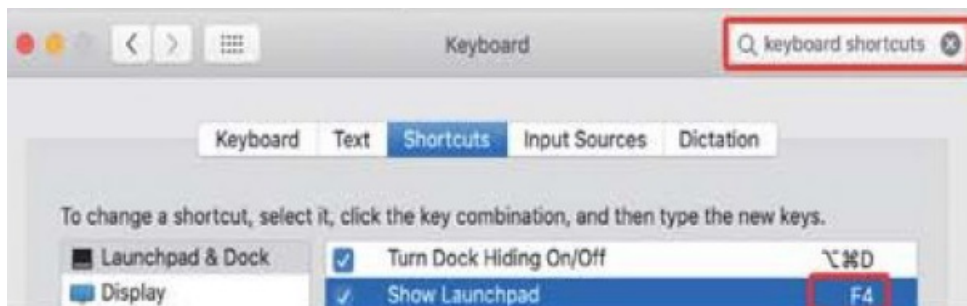 Keyboard
keyboard shortcuts
Keyboard Text Shortcuts Input Sources Dictation
To change a shortcut, select it, click the key combination, and then type the new keys.
Launchpad & Dock
Turn Dock Hiding On/Off ⌥⌘D
Display
Show Launchpad F4